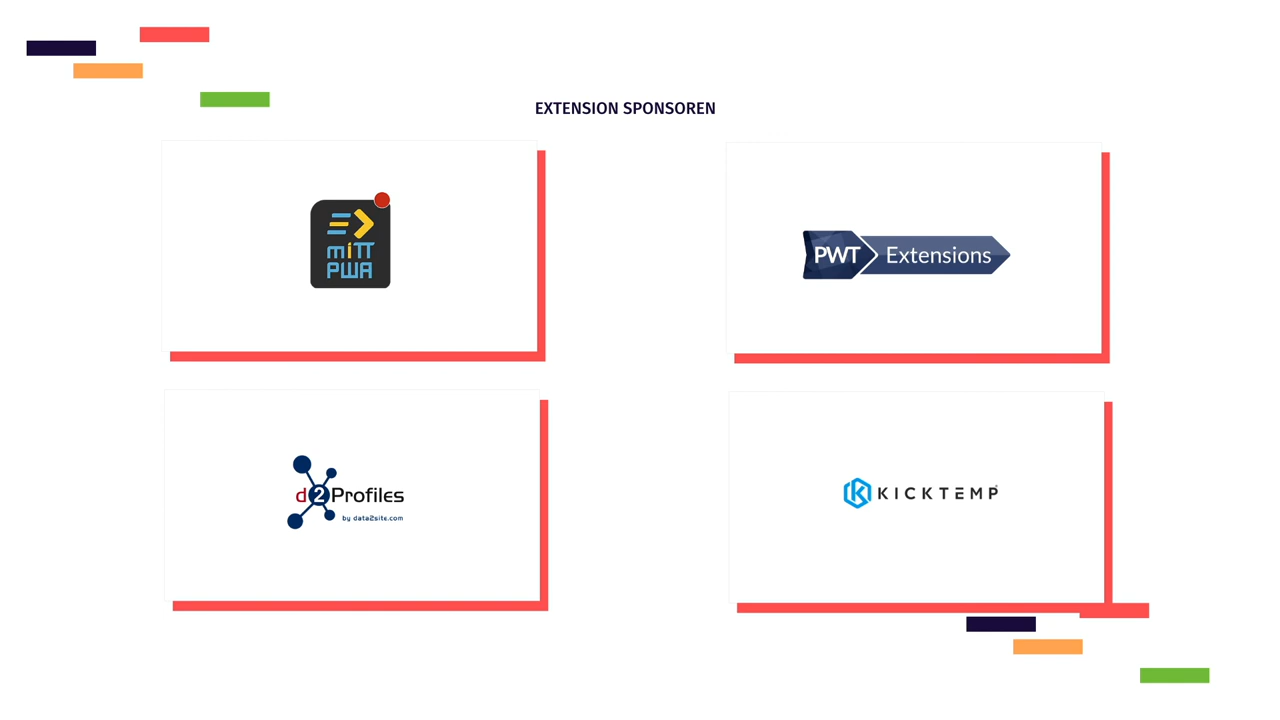 EXTENSION SPONSOREN
miTT
PWA
PWT Extensions
d2Profiles
by data2site.com
KICKTEMP